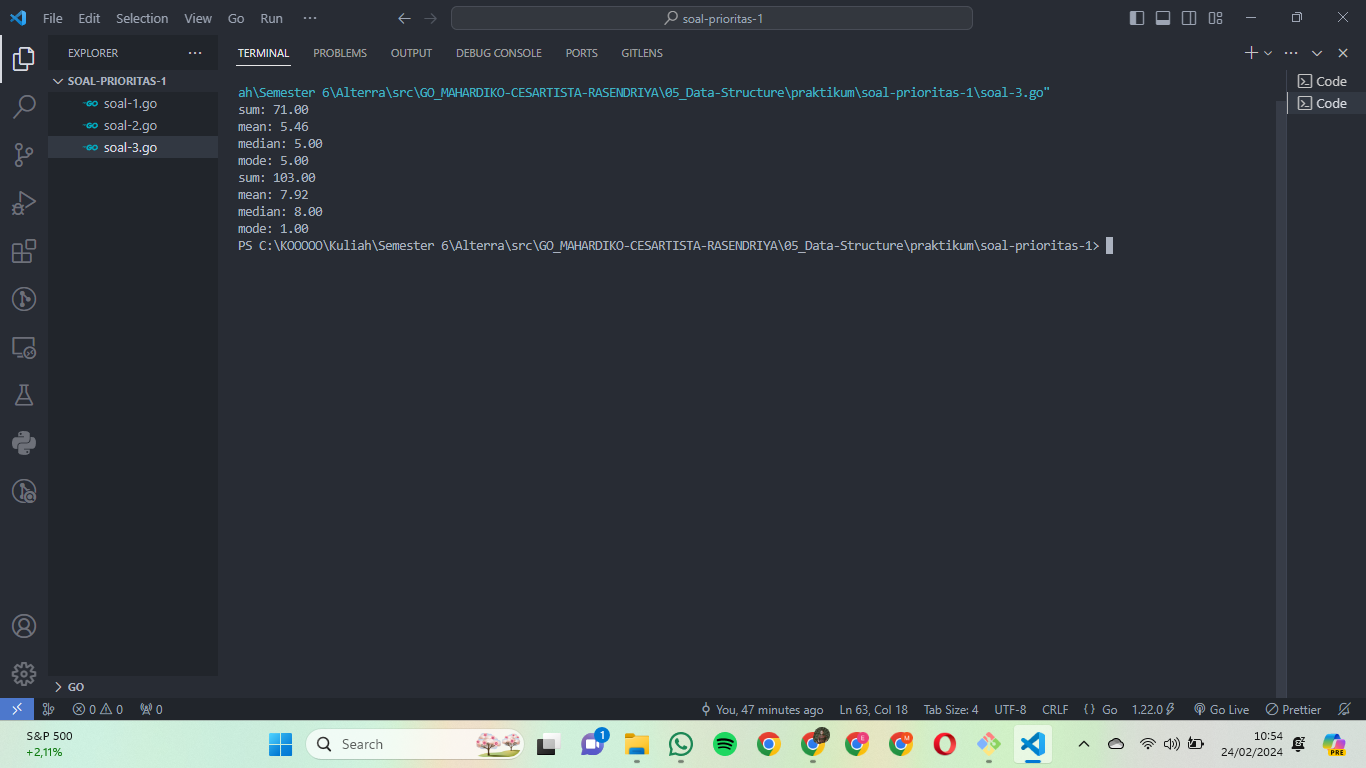 File Edit Selection View Go Run ···
soal-prioritas-1
EXPLORER ···
SOAL-PRIORITAS-1
GO soal-1.go
GO soal-2.go
GO soal-3.go
GO
TERMINAL PROBLEMS OUTPUT DEBUG CONSOLE PORTS GITLENS
ah\Semester 6\Alterra\src\GO_MAHARDIKO-CESARTISTA-RASENDRIYA\05_Data-Structure\praktikum\soal-prioritas-1\soal-3.go"
sum: 71.00
mean: 5.46
median: 5.00
mode: 5.00
sum: 103.00
mean: 7.92
median: 8.00
mode: 1.00
PS C:\KOOOOO\Kuliah\Semester 6\Alterra\src\GO_MAHARDIKO-CESARTISTA-RASENDRIYA\05_Data-Structure\praktikum\soal-prioritas-1>
Code
Code
0 0 0 You, 47 minutes ago Ln 63, Col 18 Tab Size: 4 UTF-8 CRLF {} Go 1.22.0 Go Live Prettier
S&P 500
+2,11%
Search
1
E
M
10:54
24/02/2024
PRE